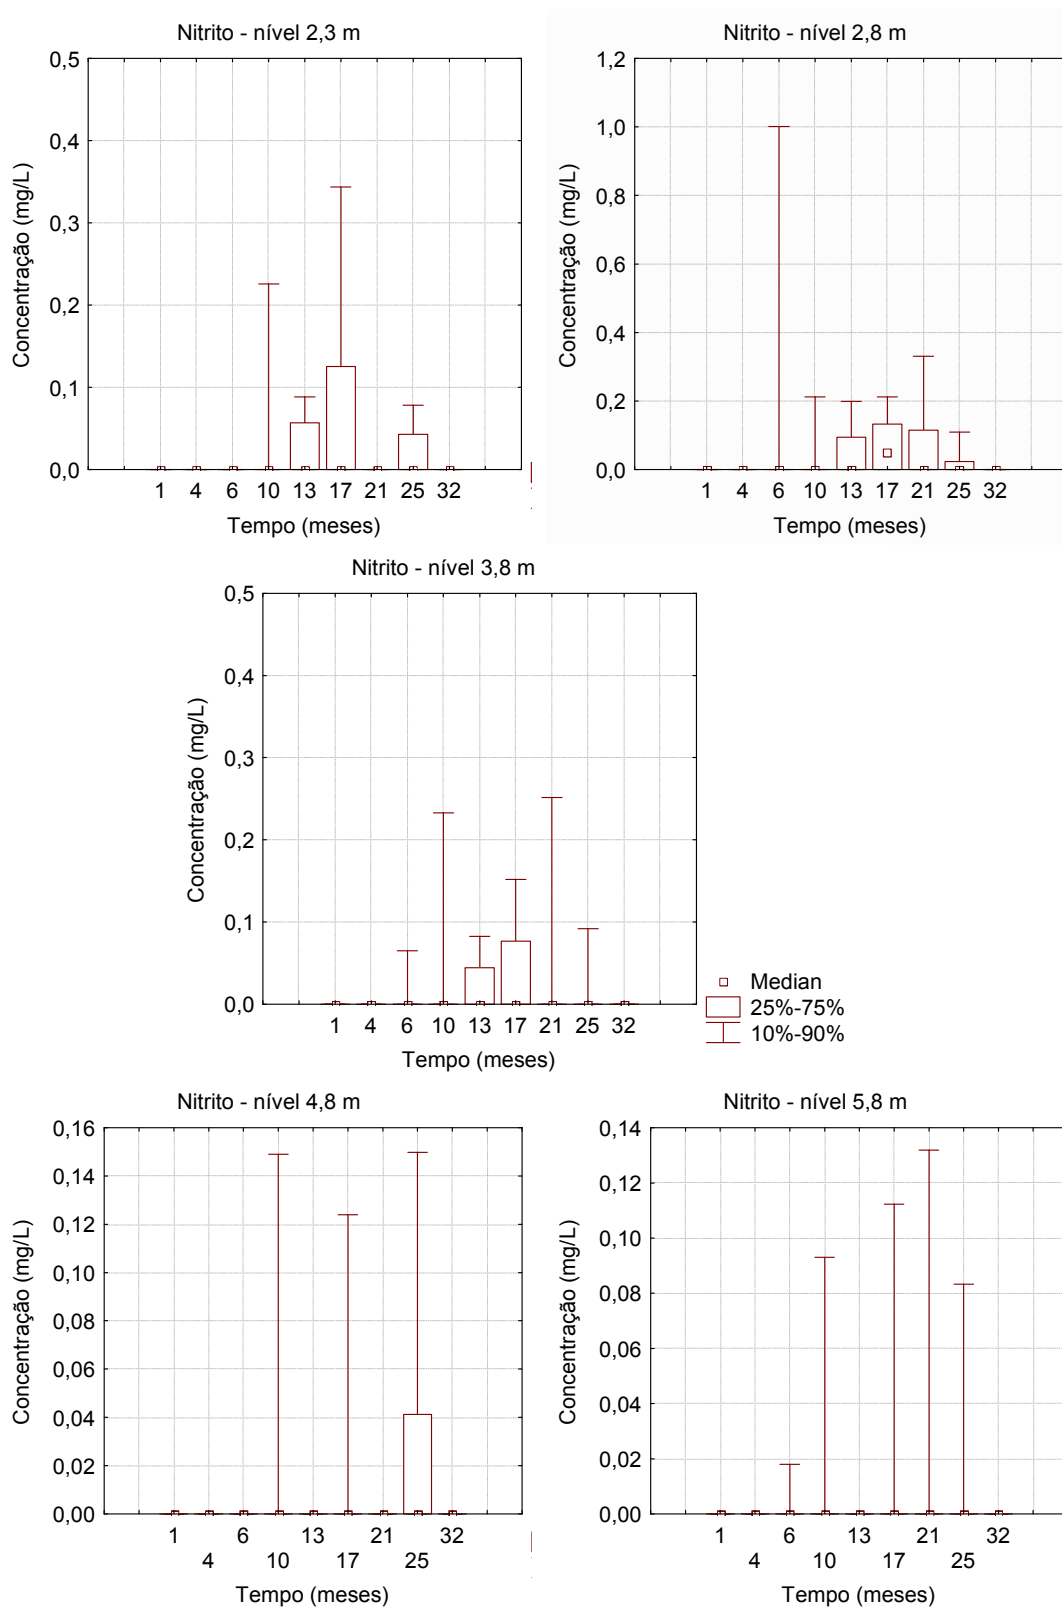 Nitrito - nível 2,3 m
0,5
0,4
0,3
0,2
0,1
0,0
Concentração (mg/L)
1 4 6 10 13 17 21 25 32
Tempo (meses)
Nitrito - nível 2,8 m
1,2
1,0
0,8
0,6
0,4
0,2
0,0
Concentração (mg/L)
1 4 6 10 13 17 21 25 32
Tempo (meses)
Nitrito - nível 3,8 m
0,5
0,4
0,3
0,2
0,1
0,0
Concentração (mg/L)
1 4 6 10 13 17 21 25 32
Tempo (meses)
Median
25%-75%
10%-90%
Nitrito - nível 4,8 m
0,16
0,14
0,12
0,10
0,08
0,06
0,04
0,02
0,00
Concentração (mg/L)
1 6 13 21 32
4 10 17 25
Tempo (meses)
Nitrito - nível 5,8 m
0,14
0,12
0,10
0,08
0,06
0,04
0,02
0,00
Concentração (mg/L)
1 6 13 21 32
4 10 17 25
Tempo (meses)